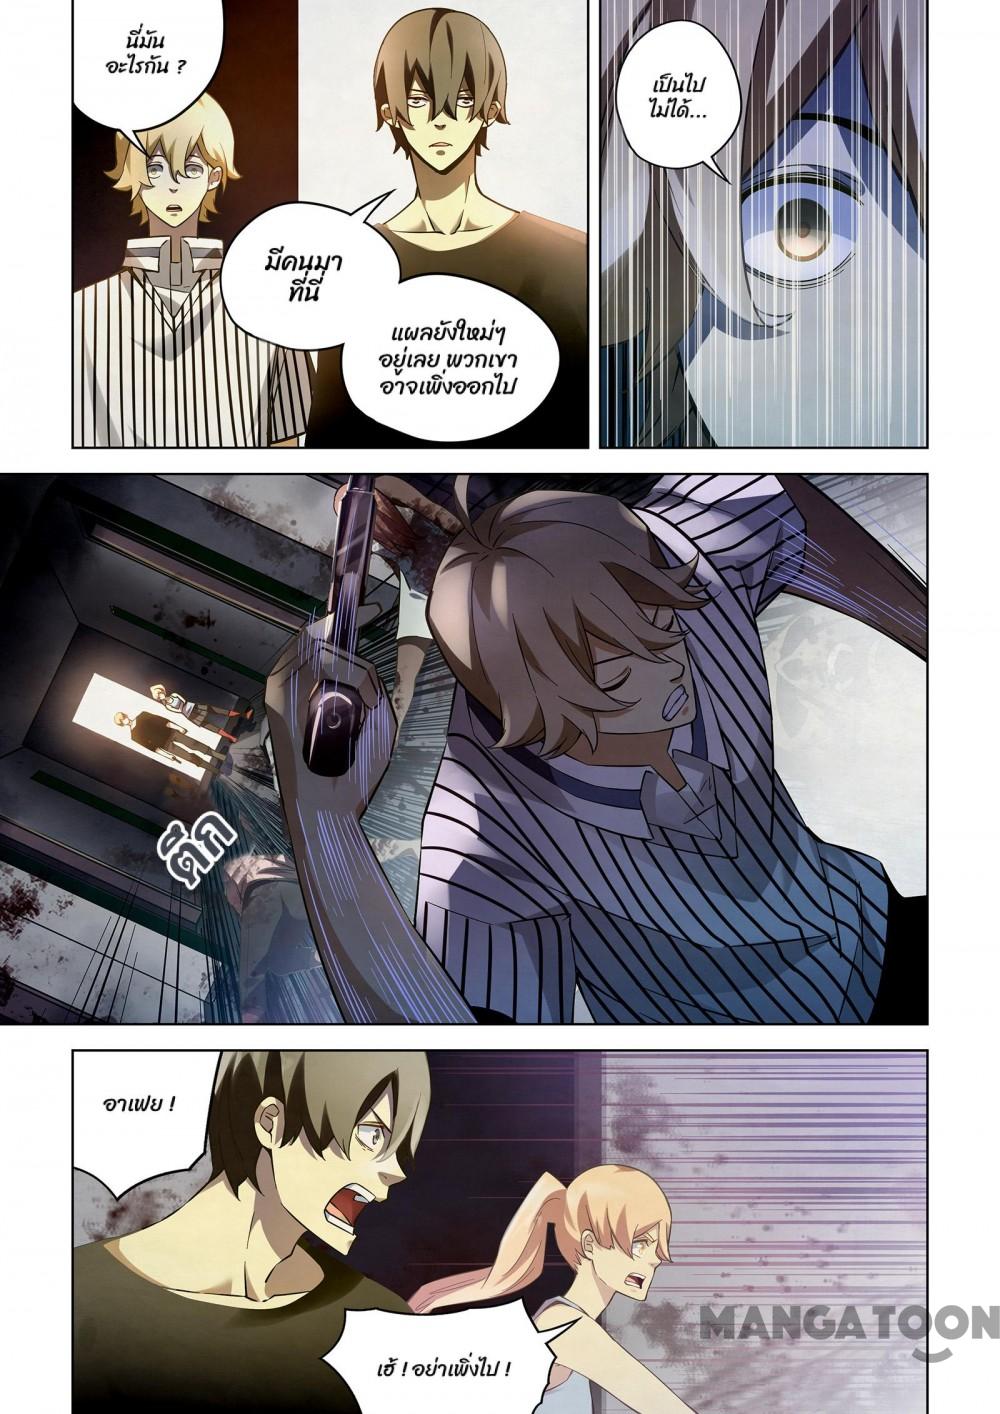 นี่มัน
อะไรกัน ?
มีคนมา
ที่นี่
แผลยังใหม่ๆ
อยู่เลย พวกเขา
อาจเพิ่งออกไป
เป็นไป
ไม่ได้...
ตึก
อาเฟย !
เฮ้ ! อย่าเพิ่งไป !
MANGATOON